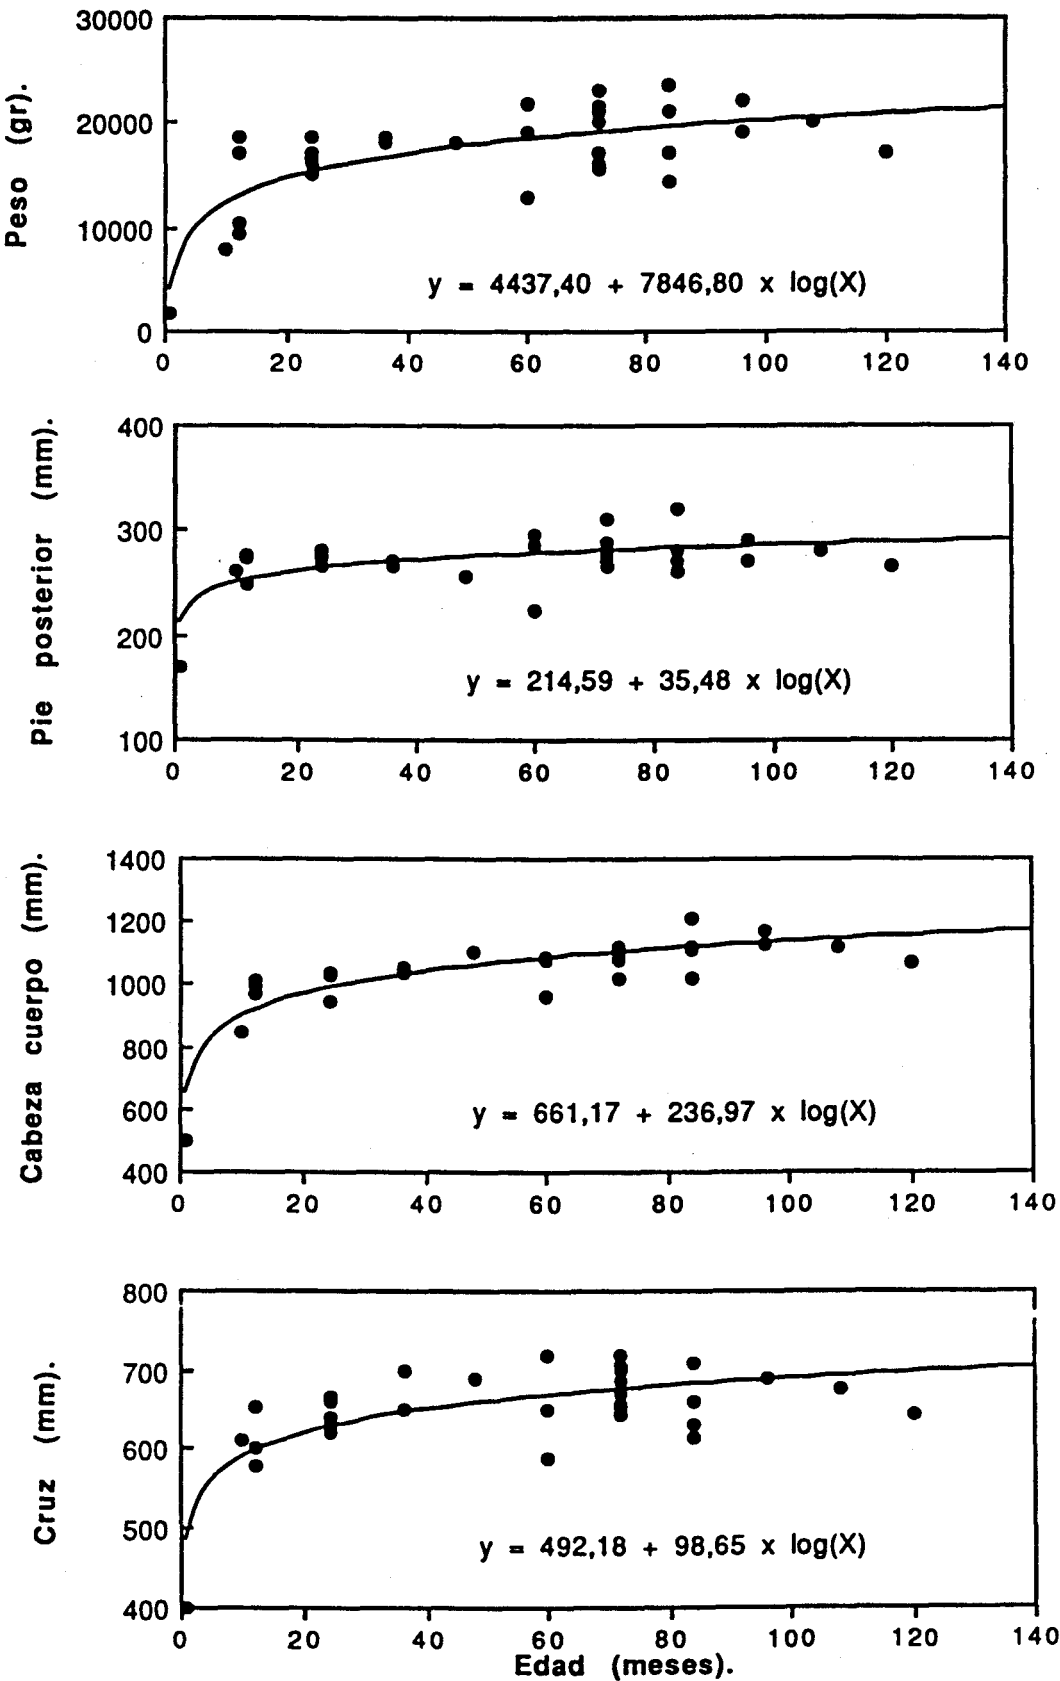 Peso (gr).
30000
20000
10000
0
y = 4437,40 + 7846,80 x log(X)
0 20 40 60 80 100 120 140
Pie posterior (mm).
400
300
200
100
y = 214,59 + 35,48 x log(X)
0 20 40 60 80 100 120 140
Cabeza cuerpo (mm).
1400
1200
1000
800
600
400
y = 661,17 + 236,97 x log(X)
0 20 40 60 80 100 120 140
Cruz (mm).
800
700
600
500
400
y = 492,18 + 98,65 x log(X)
0 20 40 60 80 100 120 140
Edad (meses).